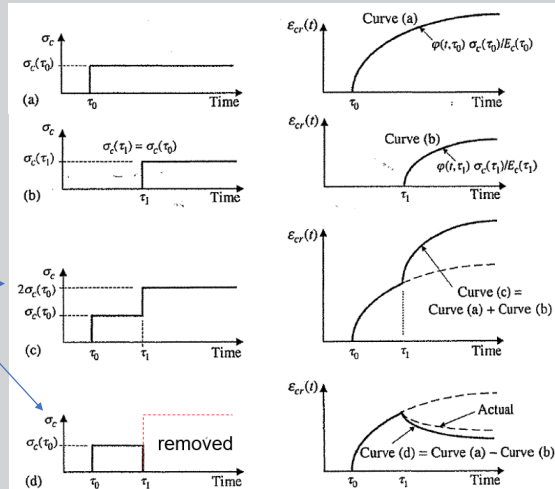 σc
σc(τ0)
τ0
Time
(a)
εcr(t)
Curve (a)
φ(t,τ0) σc(τ0)/Ec(τ0)
τ0
Time
σc
σc(τ1) = σc(τ0)
σc(τ1)
τ1
Time
(b)
εcr(t)
Curve (b)
φ(t,τ1) σc(τ1)/Ec(τ1)
τ1
Time
σc
2σc(τ0)
σc(τ0)
τ0
τ1
Time
(c)
εcr(t)
Curve (c) =
Curve (a) + Curve (b)
τ0
τ1
Time
σc
σc(τ0)
removed
τ0
τ1
Time
(d)
εcr(t)
Actual
Curve (d) = Curve (a) − Curve (b)
τ0
τ1
Time